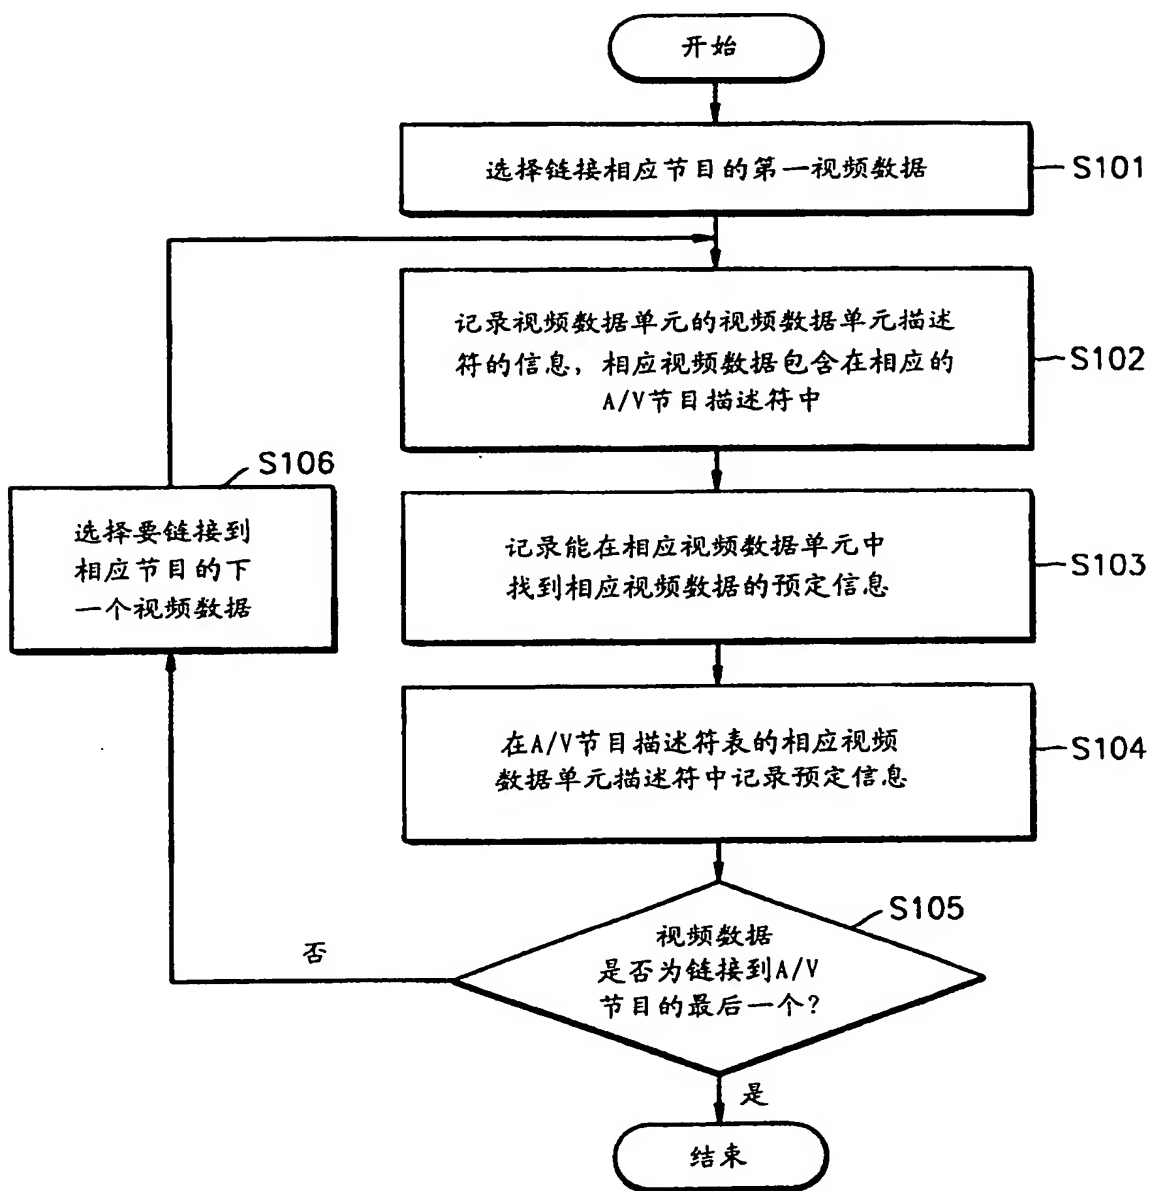 开始
选择链接相应节目的第一视频数据
S101
记录视频数据单元的视频数据单元描述
符的信息，相应视频数据包含在相应的
A/V节目描述符中
S102
S106
选择要链接到
相应节目的下
一个视频数据
记录能在相应视频数据单元中
找到相应视频数据的预定信息
S103
在A/V节目描述符表的相应视频
数据单元描述符中记录预定信息
S104
S105
视频数据
是否为链接到A/V
节目的最后一个?
否
是
结束